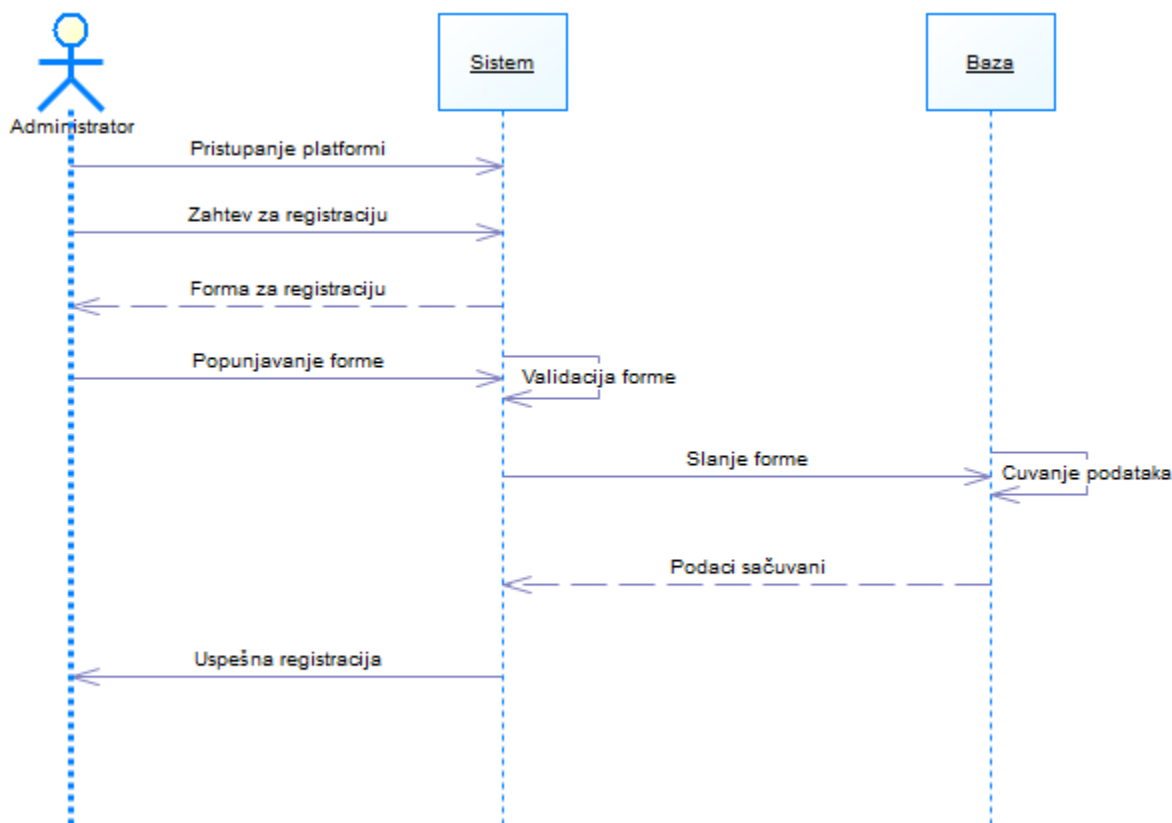 Sistem
Baza
Administrator
Pristupanje platformi
Zahtev za registraciju
Forma za registraciju
Popunjavanje forme
Validacija forme
Slanje forme
Cuvanje podataka
Podaci sačuvani
Uspešna registracija